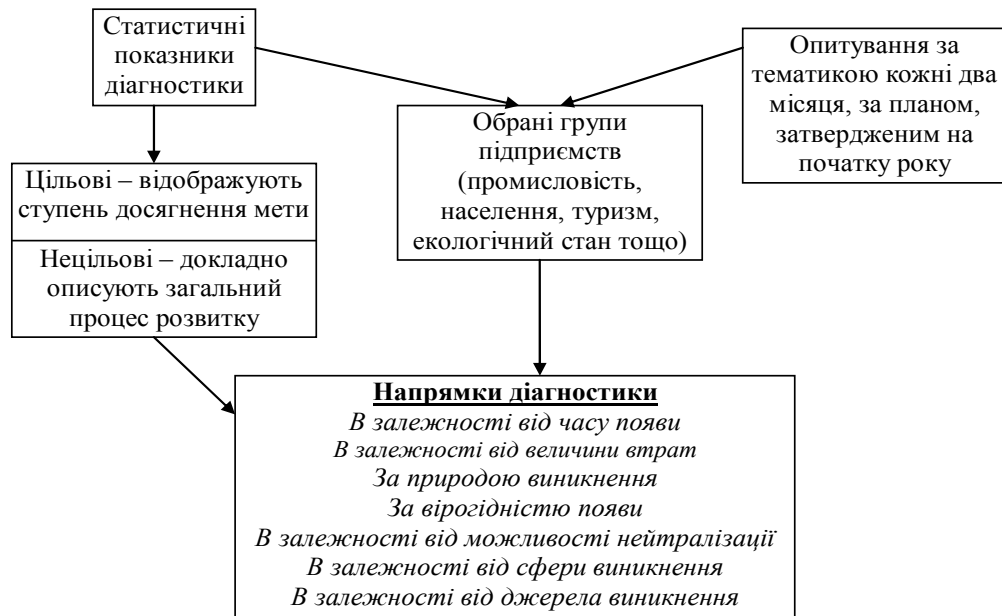 Статистичні
показники
діагностики
Опитування за
тематикою кожні два
місяця, за планом,
затвердженим на
початку року
Обрані групи
підприємств
(промисловість,
населення, туризм,
екологічний стан тощо)
Цільові – відображують
ступень досягнення мети
Нецільові – докладно
описують загальний
процес розвитку
Напрямки діагностики
В залежності від часу появи
В залежності від величини втрат
За природою виникнення
За вірогідністю появи
В залежності від можливості нейтралізації
В залежності від сфери виникнення
В залежності від джерела виникнення